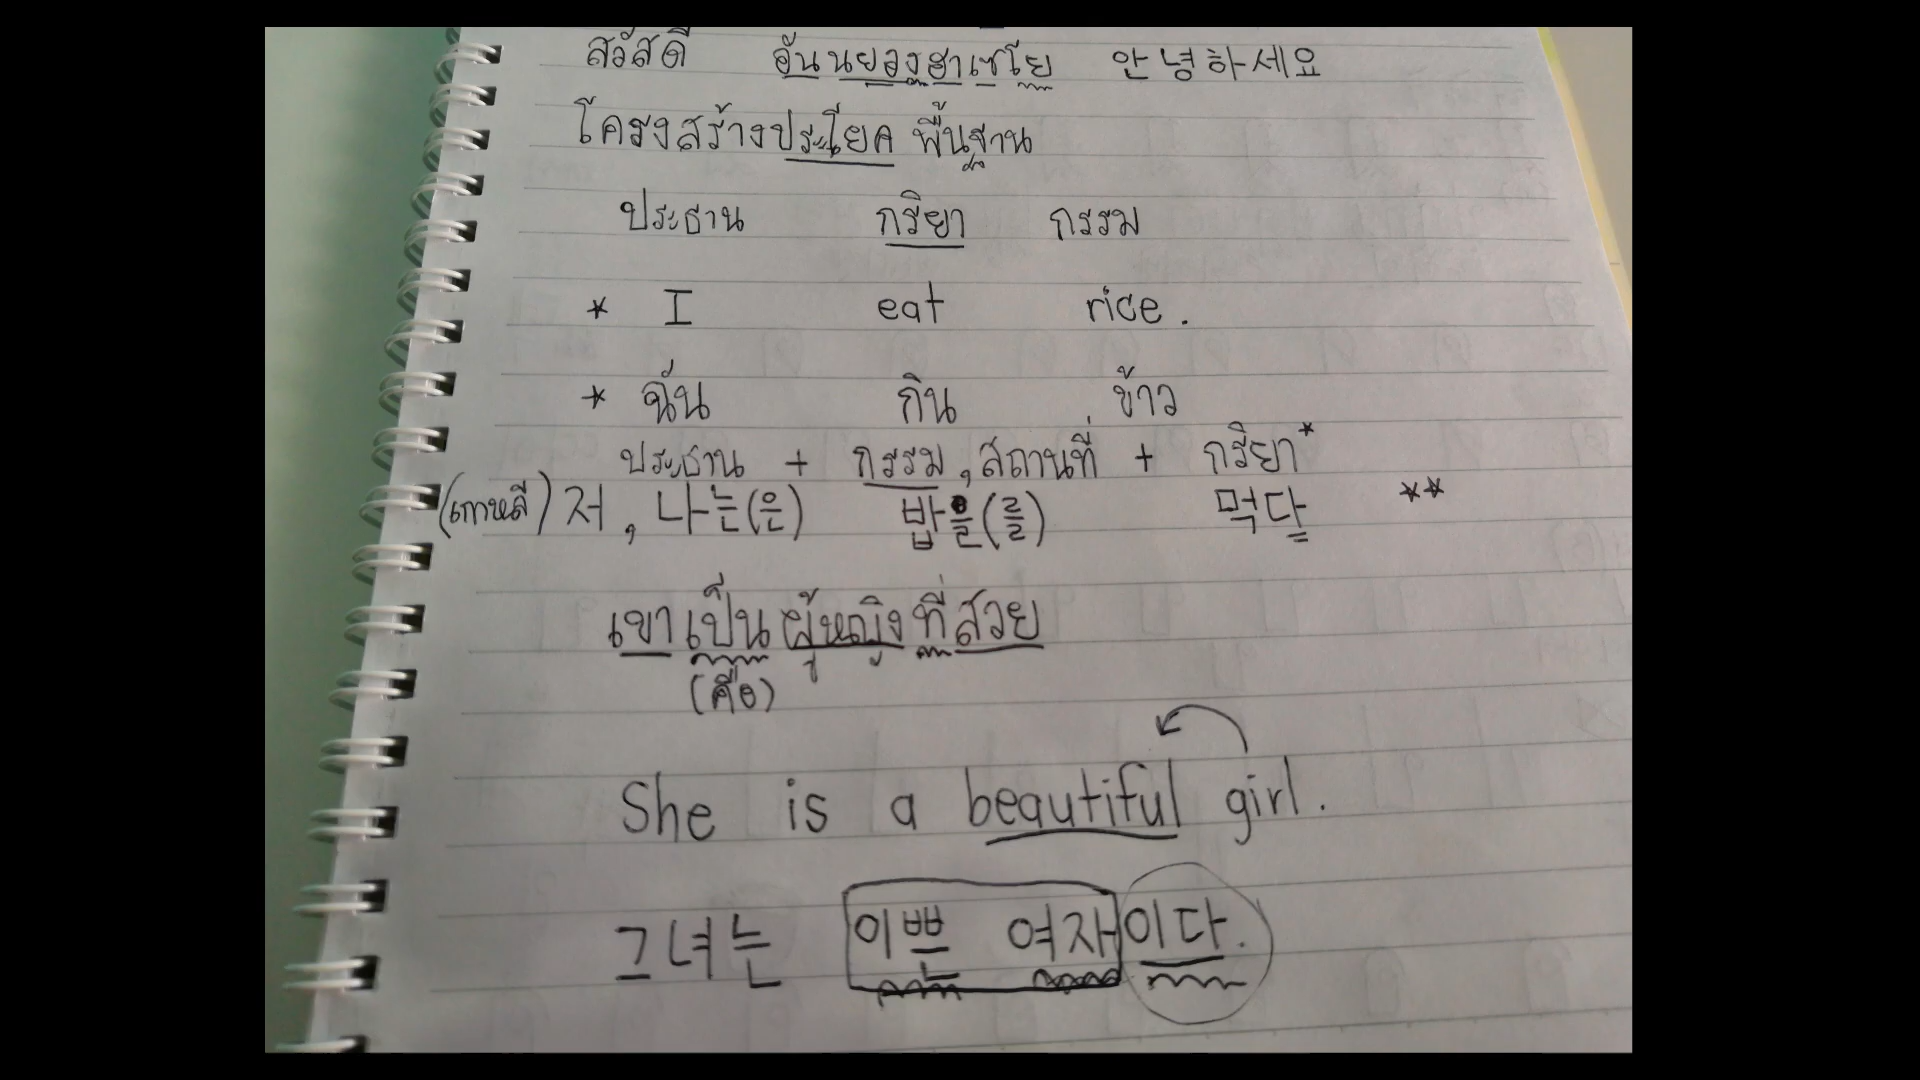 สวัสดี อันนยองฮาเซโย 안녕하세요
โครงสร้างประโยค พื้นฐาน
ประธาน กริยา กรรม
* I eat rice.
* ฉัน กิน ข้าว
ประธาน + กรรม, สถานที่ + กริยา*
(เกาหลี) 저, 나는(은) 밥을(를) 먹다 **
เขาเป็นผู้หญิงที่สวย
(คือ)
She is a beautiful girl.
그녀는 이쁜 여자이다.